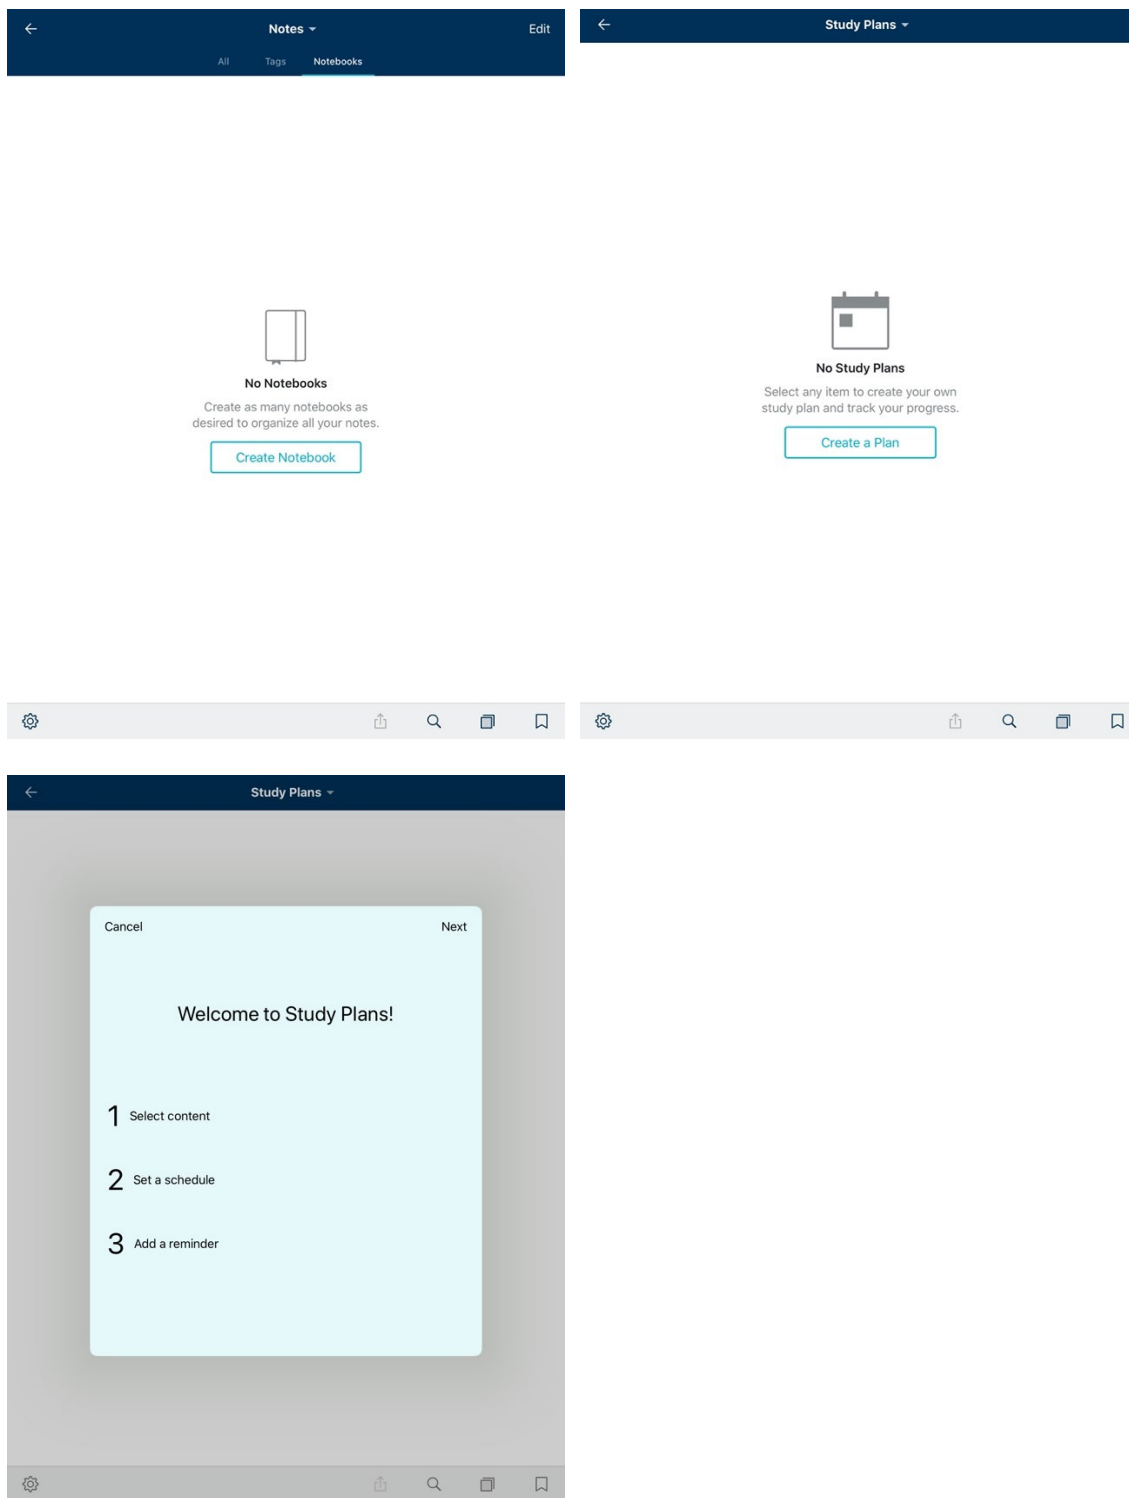 Notes
Edit
All
Tags
Notebooks
No Notebooks
Create as many notebooks as
desired to organize all your notes.
Create Notebook
Study Plans
No Study Plans
Select any item to create your own
study plan and track your progress.
Create a Plan
Study Plans
Cancel
Next
Welcome to Study Plans!
1 Select content
2 Set a schedule
3 Add a reminder